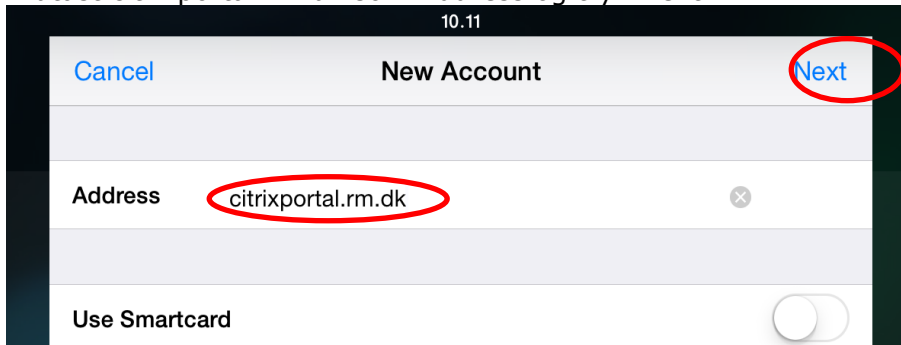 10.11
Cancel New Account Next
Address citrixportal.rm.dk
Use Smartcard